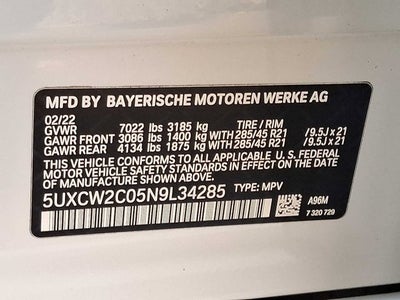 MFD BY BAYERISCHE MOTOREN WERKE AG
02/22 TIRE / RIM
GVWR 7022 lbs 3185 kg
GAWR FRONT 3086 lbs 1400 kg WITH 285/45 R21 / 9.5J x 21
GAWR REAR 4134 lbs 1875 kg WITH 285/45 R21 / 9.5J x 21
THIS VEHICLE CONFORMS TO ALL APPLICABLE U.S. FEDERAL
MOTOR VEHICLE SAFETY STANDARDS IN EFFECT ON THE DATE OF
MANUFACTURE SHOWN ABOVE.
5UXCW2C05N9L34285 TYPE: MPV A96M
7 320 729